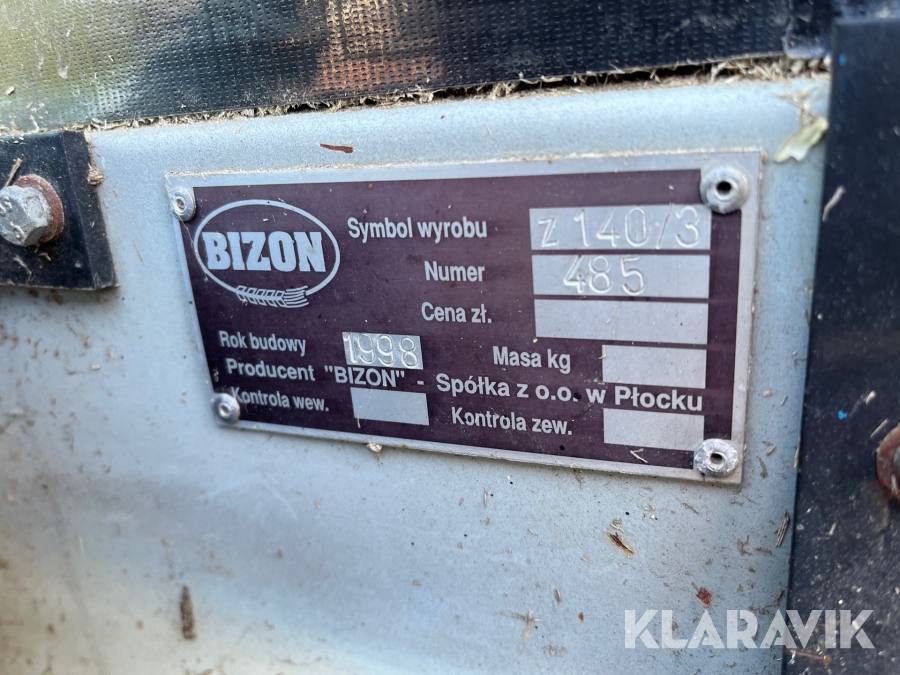 BIZON
Symbol wyrobu z 140/3
Numer 485
Cena zł.
Rok budowy 1998 Masa kg
Producent "BIZON" - Spółka z o.o. w Płocku
Kontrola wew. Kontrola zew.
KLARAVIK